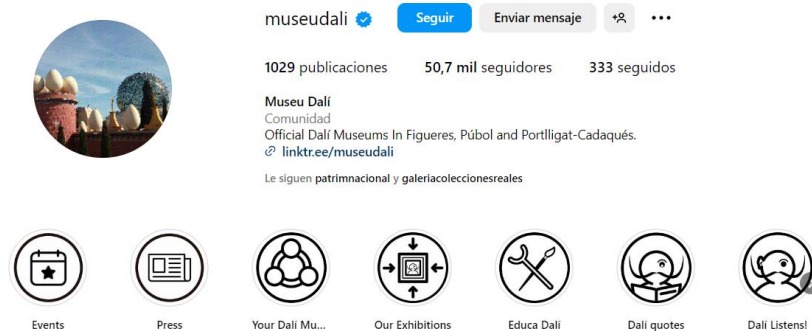 museudali Seguir Enviar mensaje
1029 publicaciones 50,7 mil seguidores 333 seguidos
Museu Dalí
Comunidad
Official Dalí Museums In Figueres, Púbol and Portlligat-Cadaqués.
linktr.ee/museudali
Le siguen patrimnacional y galeriacoleccionesreales
Events Press Your Dalí Mu... Our Exhibitions Educa Dalí Dalí quotes Dalí Listens!